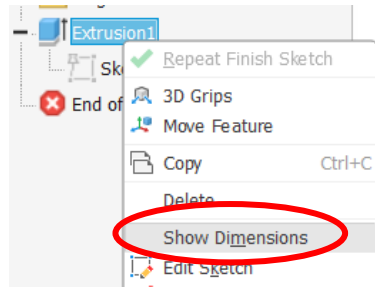 Extrusion1
Repeat Finish Sketch
Sk
3D Grips
End of
Move Feature
Copy Ctrl+C
Delete
Show Dimensions
Edit Sketch